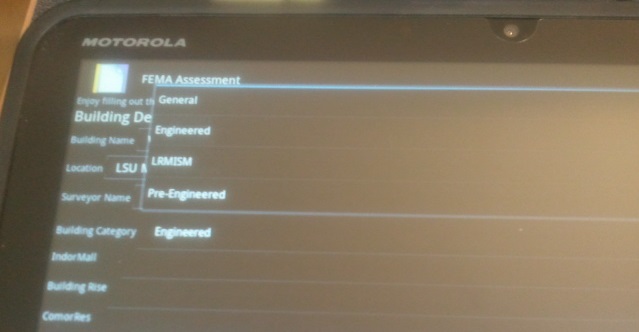 MOTOROLA
FEMA Assessment
Enjoy filling out th
General
Building De
Engineered
Building Name
LRMISM
Location LSU
Surveyor Name
Pre-Engineered
Building Category Engineered
IndorMall
Building Rise
ComorRes